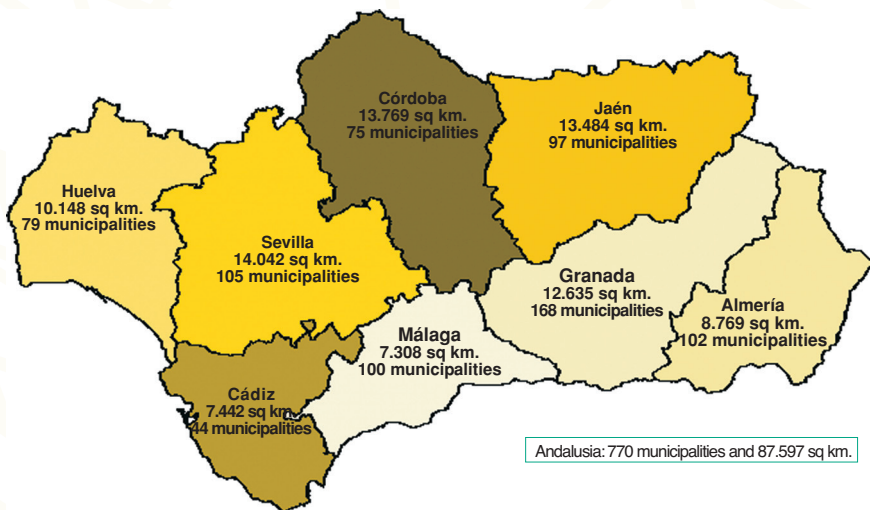 Córdoba
13.769 sq km.
75 municipalities
Jaén
13.484 sq km.
97 municipalities
Huelva
10.148 sq km.
79 municipalities
Sevilla
14.042 sq km.
105 municipalities
Granada
12.635 sq km.
168 municipalities
Almería
8.769 sq km.
102 municipalities
Málaga
7.308 sq km.
100 municipalities
Cádiz
7.442 sq km
44 municipalities
Andalusia: 770 municipalities and 87.597 sq km.